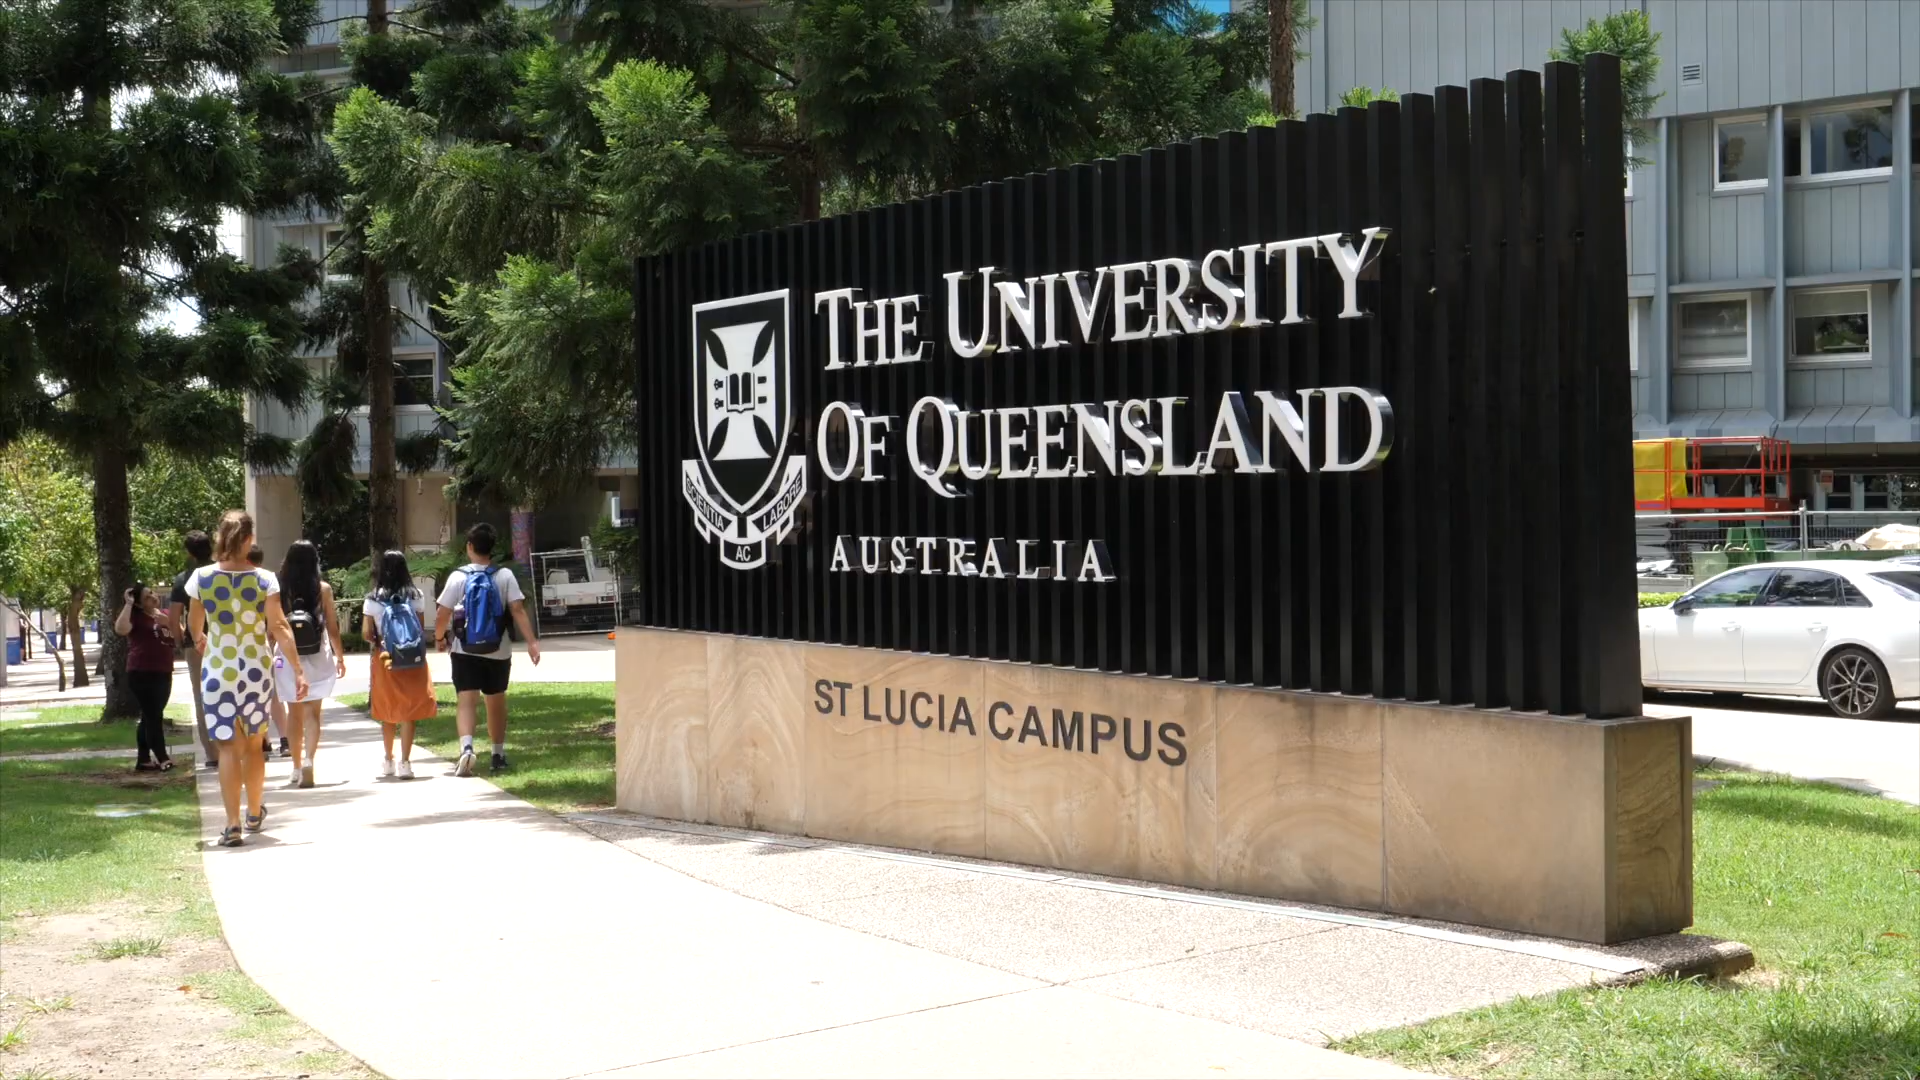 THE UNIVERSITY
OF QUEENSLAND
AUSTRALIA
SCIENTIA
AC
LABORE
ST LUCIA CAMPUS